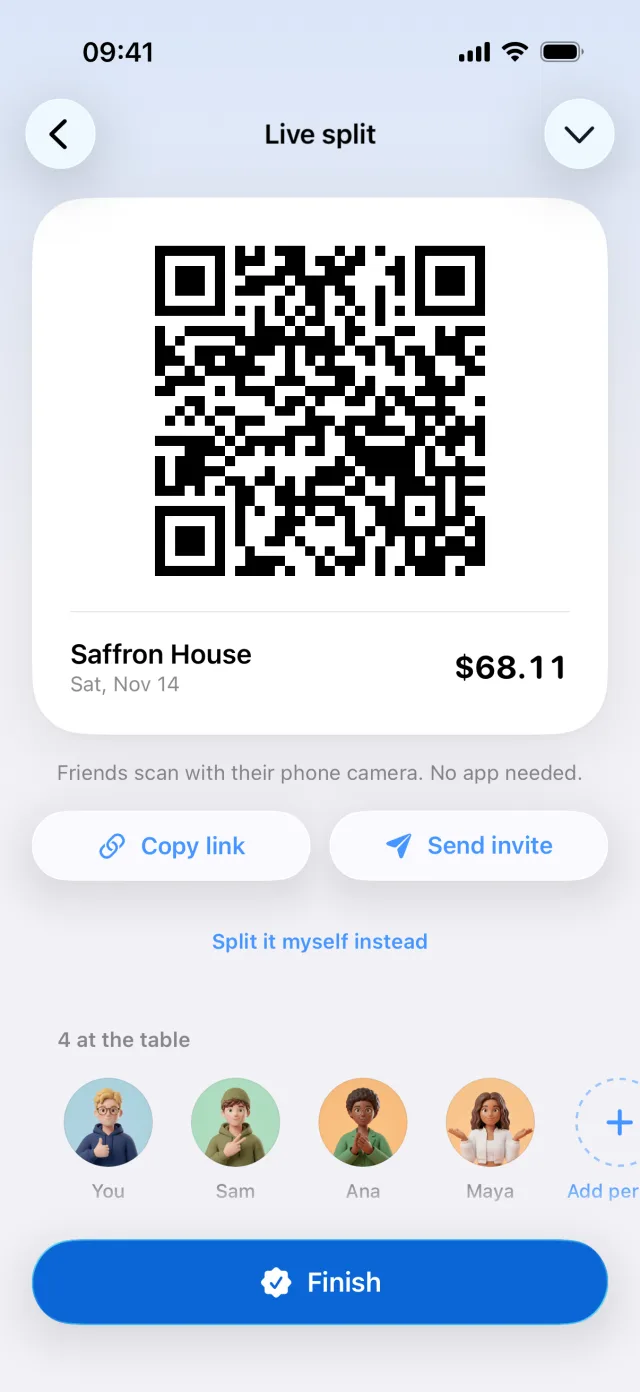 09:41
Live split
Saffron House
Sat, Nov 14
$68.11
Friends scan with their phone camera. No app needed.
Copy link
Send invite
Split it myself instead
4 at the table
You
Sam
Ana
Maya
Add per
Finish